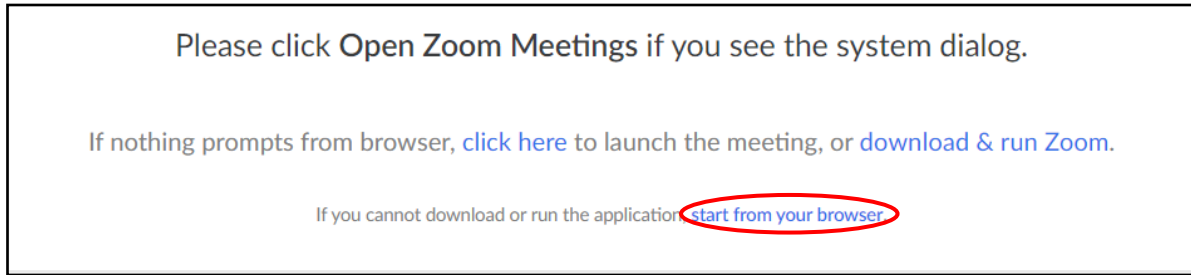 Please click Open Zoom Meetings if you see the system dialog.
If nothing prompts from browser, click here to launch the meeting, or download & run Zoom.
If you cannot download or run the application, start from your browser.